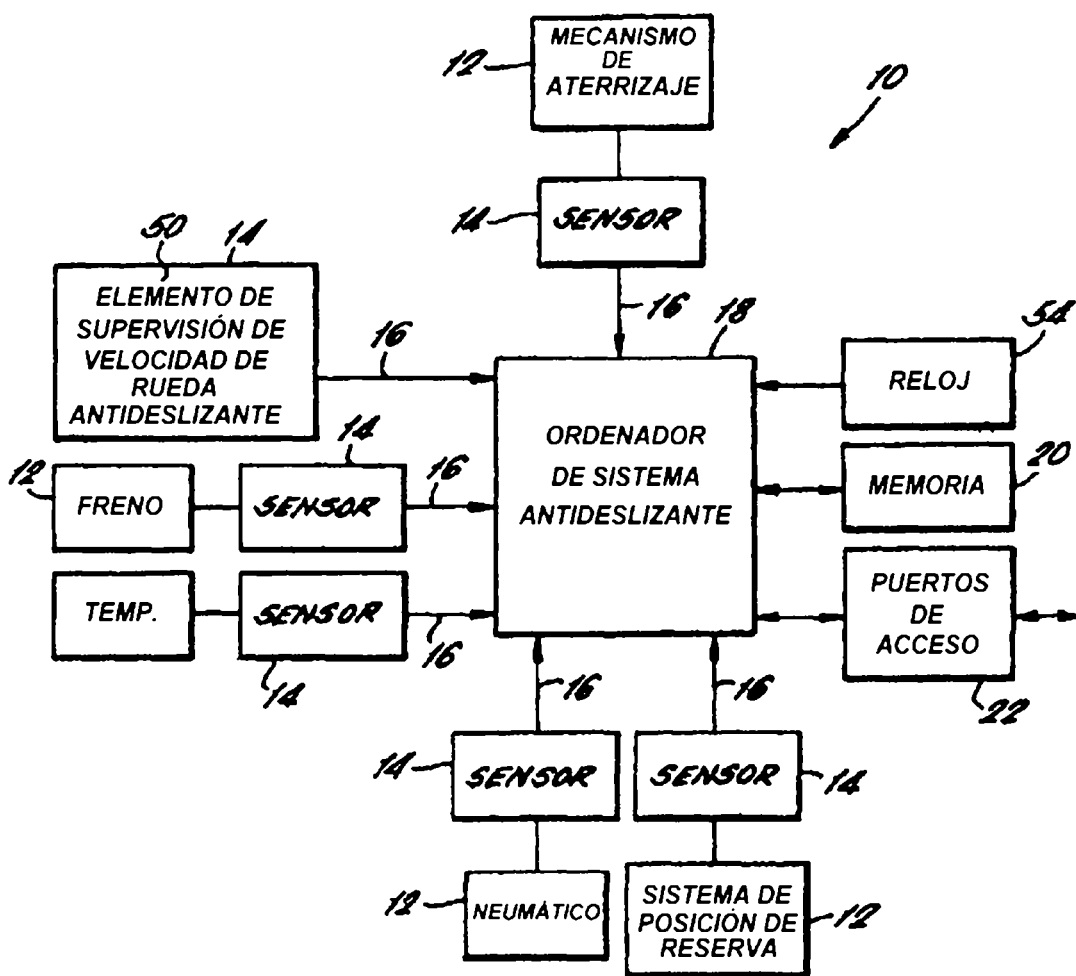 MECANISMO
DE
ATERRIZAJE
12
10
14
SENSOR
50
14
ELEMENTO DE
SUPERVISIÓN DE
VELOCIDAD DE
RUEDA
ANTIDESLIZANTE
16
16
18
54
RELOJ
ORDENADOR
DE SISTEMA
ANTIDESLIZANTE
20
MEMORIA
12
FRENO
14
SENSOR
16
PUERTOS
DE
ACCESO
22
TEMP.
SENSOR
14
16
16
16
14
SENSOR
SENSOR
14
12
NEUMÁTICO
SISTEMA DE
POSICIÓN DE
RESERVA
12